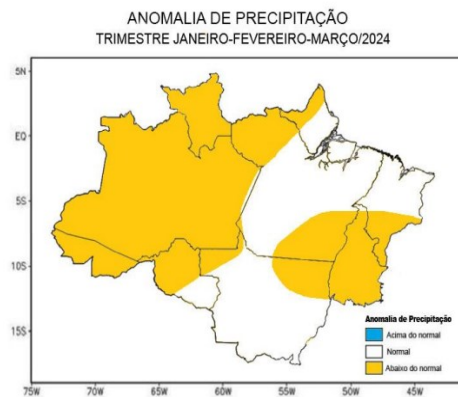 ANOMALIA DE PRECIPITAÇÃO
TRIMESTRE JANEIRO-FEVEREIRO-MARÇO/2024
5N
EQ
5S
10S
15S
75W 70W 65W 60W 55W 50W 45W
Anomalia de Precipitação
Acima do normal
Normal
Abaixo do normal